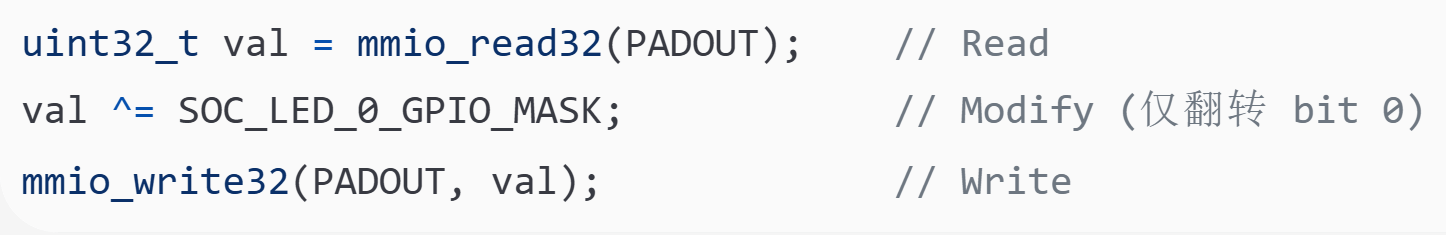 uint32_t val = mmio_read32(PADOUT);    // Read
val ^= SOC_LED_0_GPIO_MASK;            // Modify (仅翻转 bit 0)
mmio_write32(PADOUT, val);             // Write